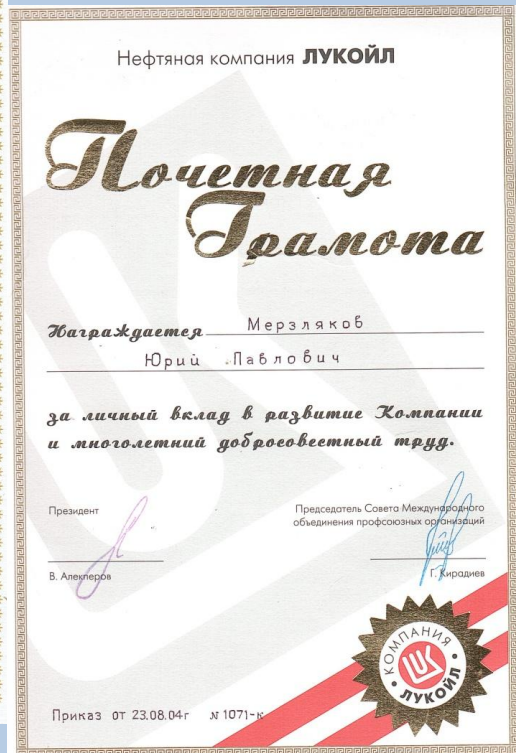 Нефтяная компания ЛУКОЙЛ
Почетная
Грамота
Награждается Мерзляков
Юрий Павлович
за личный вклад в развитие Компании
и многолетний добросовестный труд.
Президент
В. Алекперов
Председатель Совета Международного
объединения профсоюзных организаций
Г. Кирадиев
КОМПАНИЯ
LUK
ЛУКОЙЛ
Приказ от 23.08.04г № 1071-к